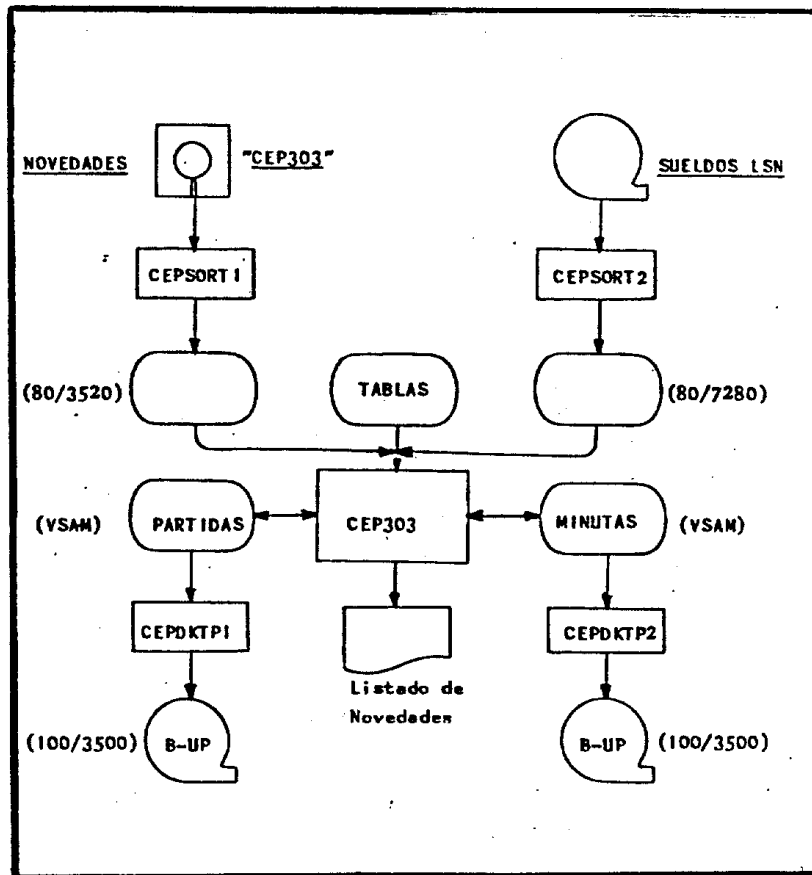 NOVEDADES
"CEP303"
SUELDOS LSN
CEPSORT1
CEPSORT2
(80/3520)
TABLAS
(80/7280)
(VSAM)
PARTIDAS
CEP303
MINUTAS
(VSAM)
CEPDKTP1
CEPDKTP2
Listado de
Novedades
(100/3500)
B-UP
B-UP
(100/3500)